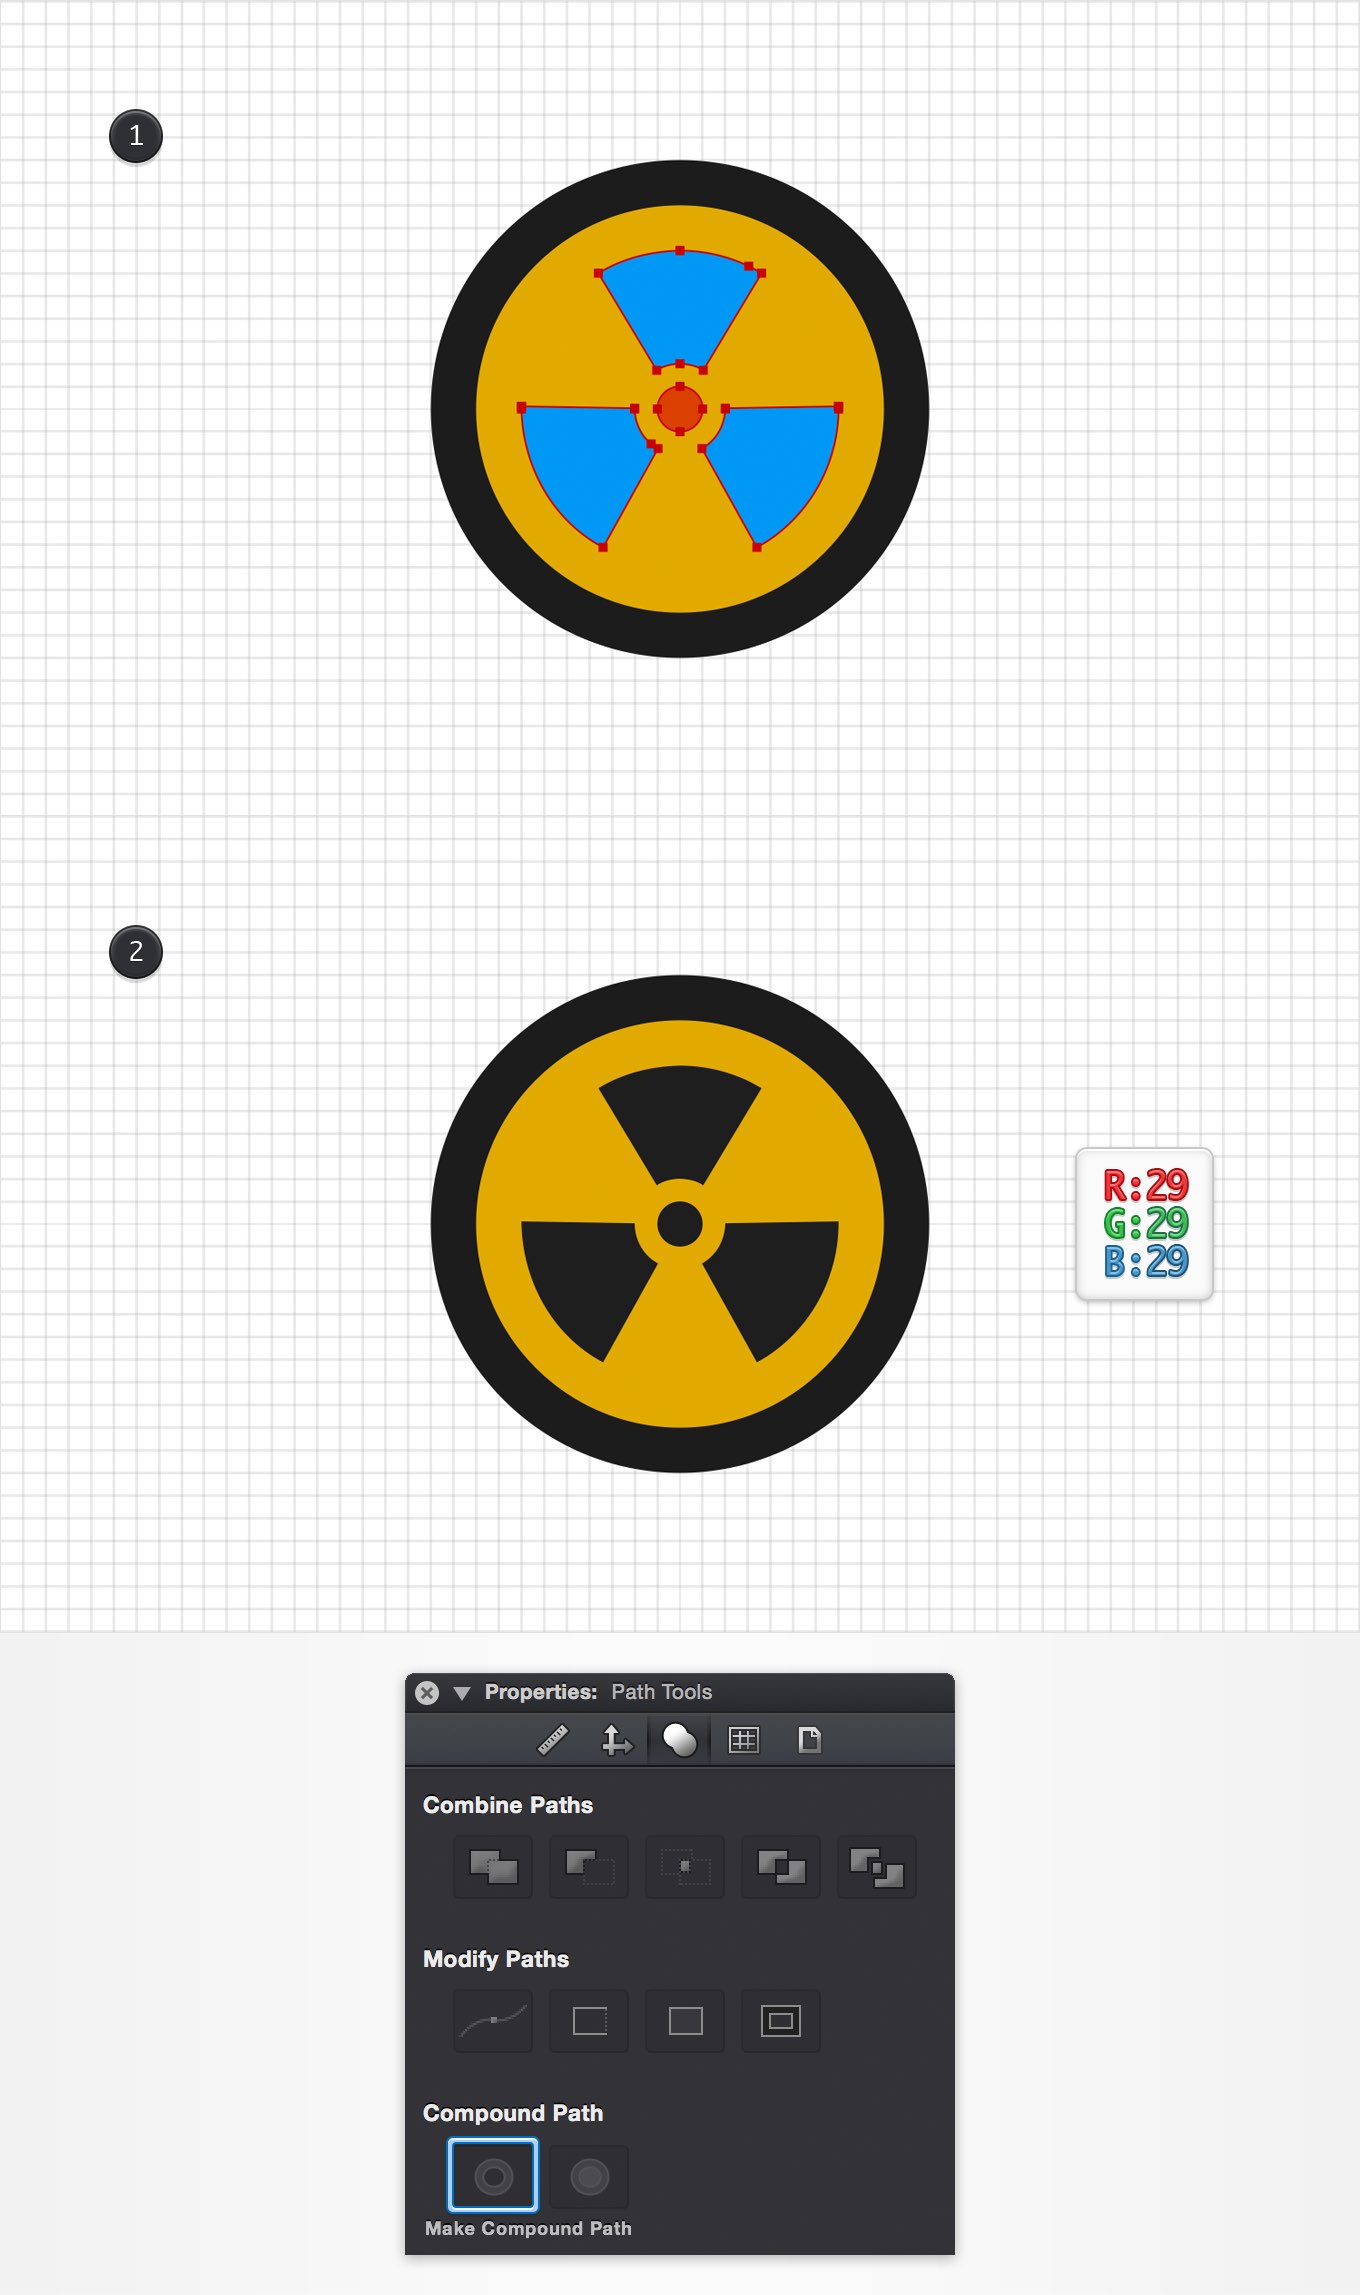 1
2
R:29
G:29
B:29
Properties: Path Tools
Combine Paths
Modify Paths
Compound Path
Make Compound Path